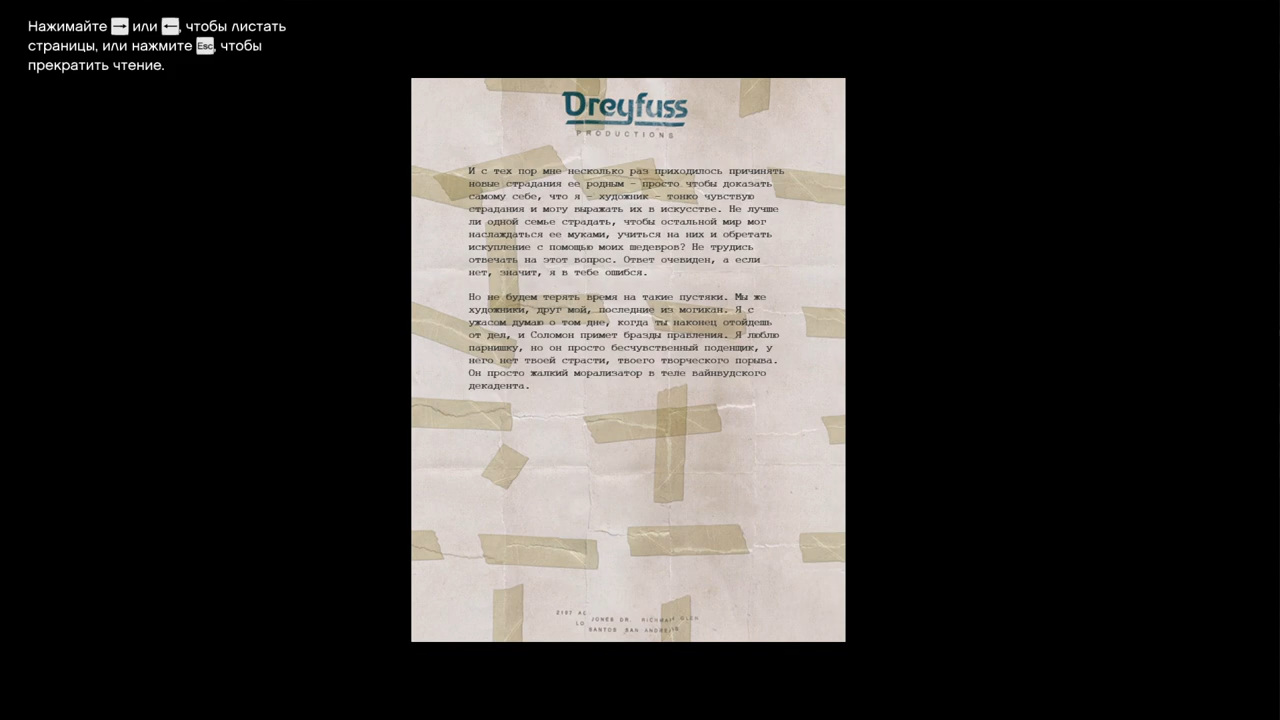 Нажимайте → или ←, чтобы листать
страницы, или нажмите Esc, чтобы
прекратить чтение.
Dreyfuss
PRODUCTIONS
И с тех пор мне несколько раз приходилось причинять
новые страдания ее родным - просто чтобы доказать
самому себе, что я - художник - тонко чувствую
страдания и могу выражать их в искусстве. Не лучше
ли одной семье страдать, чтобы остальной мир мог
наслаждаться ее муками, учиться на них и обретать
искупление с помощью моих шедевров? Не трудись
отвечать на этот вопрос. Ответ очевиден, а если
нет, значит, я в тебе ошибся.
Но не будем терять время на такие пустяки. Мы же
художники, друг мой, последние из могикан. Я с
ужасом думаю о том дне, когда ты наконец отойдешь
от дел, и Соломон примет бразды правления. Я люблю
парнишку, но он просто бесчувственный поденщик, у
него нет твоей страсти, твоего творческого порыва.
Он просто жалкий морализатор в теле вайнвудского
декадента.
JONES DR. RICHMAN GLEN
LO SANTOS SAN ANDREAS